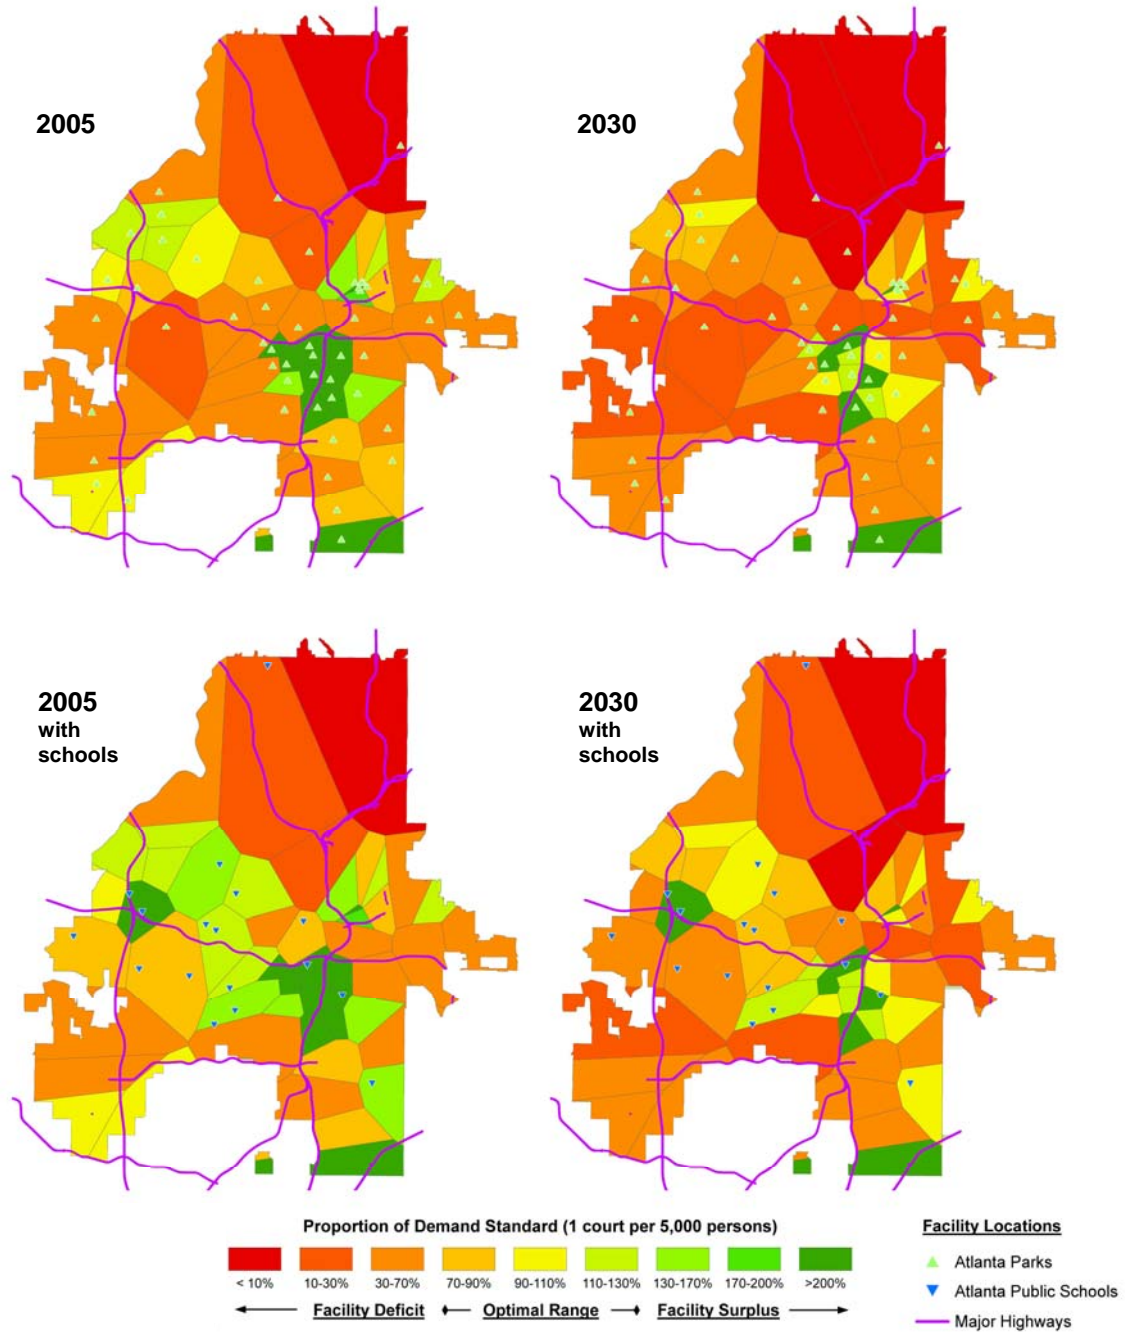 2005
2030
2005
with
schools
2030
with
schools
Proportion of Demand Standard (1 court per 5,000 persons)
< 10%
10-30%
30-70%
70-90%
90-110%
110-130%
130-170%
170-200%
>200%
Facility Deficit
Optimal Range
Facility Surplus
Facility Locations
Atlanta Parks
Atlanta Public Schools
Major Highways